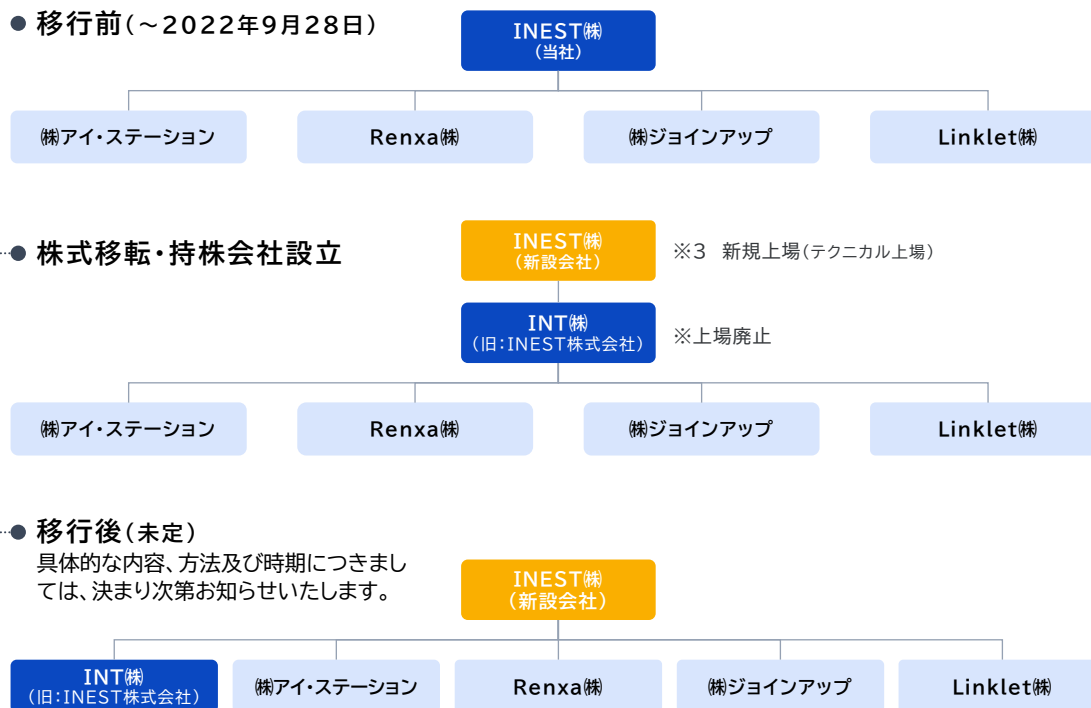 移行前(~2022年9月28日)
INEST㈱
(当社)
㈱アイ・ステーション
Renxa㈱
㈱ジョインアップ
Linklet㈱
株式移転・持株会社設立
INEST㈱
(新設会社)
※3 新規上場(テクニカル上場)
INT㈱
(旧:INEST株式会社)
※上場廃止
㈱アイ・ステーション
Renxa㈱
㈱ジョインアップ
Linklet㈱
移行後(未定)
具体的な内容、方法及び時期につきまし
ては、決まり次第お知らせいたします。
INEST㈱
(新設会社)
INT㈱
(旧:INEST株式会社)
㈱アイ・ステーション
Renxa㈱
㈱ジョインアップ
Linklet㈱